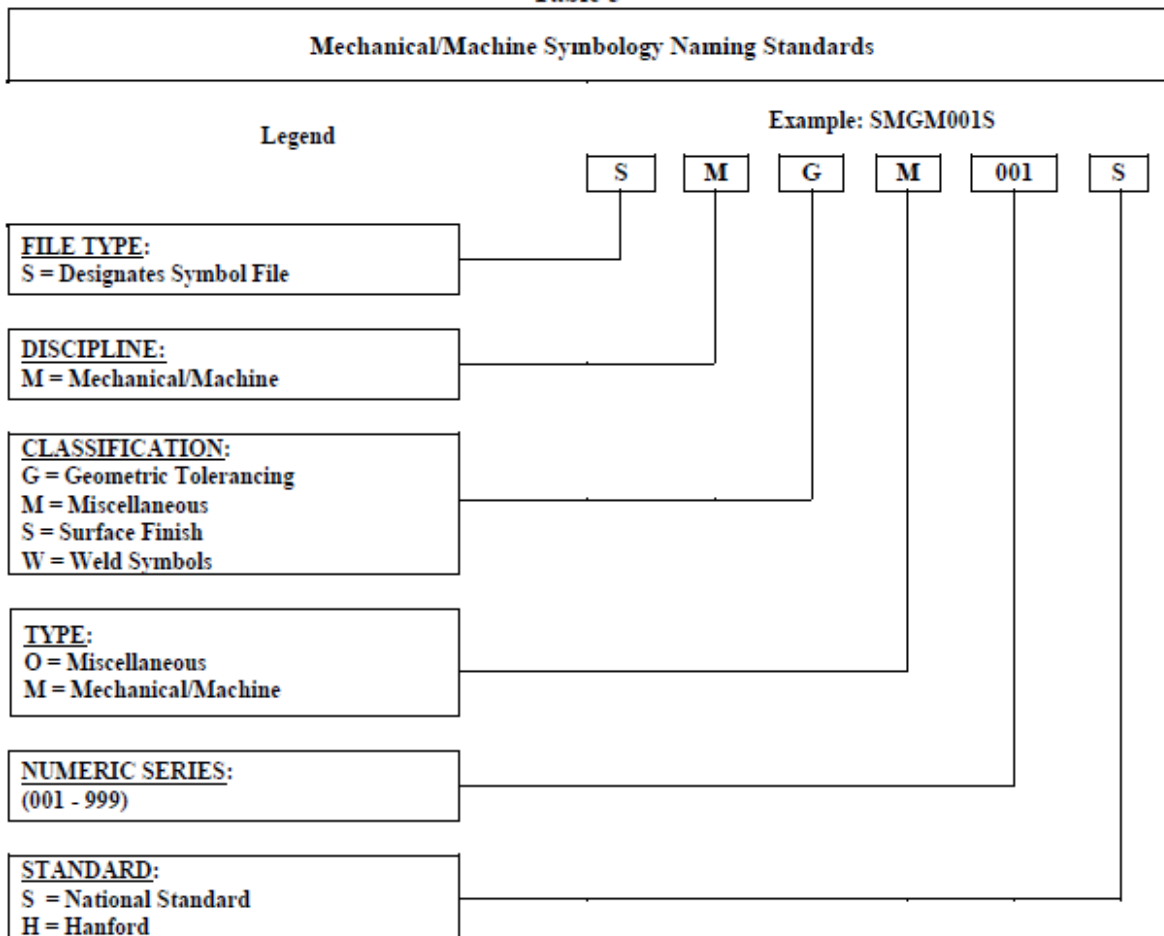 Mechanical/Machine Symbology Naming Standards
Legend
Example: SMGM001S
S M G M 001 S
FILE TYPE:
S = Designates Symbol File
DISCIPLINE:
M = Mechanical/Machine
CLASSIFICATION:
G = Geometric Tolerancing
M = Miscellaneous
S = Surface Finish
W = Weld Symbols
TYPE:
O = Miscellaneous
M = Mechanical/Machine
NUMERIC SERIES:
(001 - 999)
STANDARD:
S = National Standard
H = Hanford